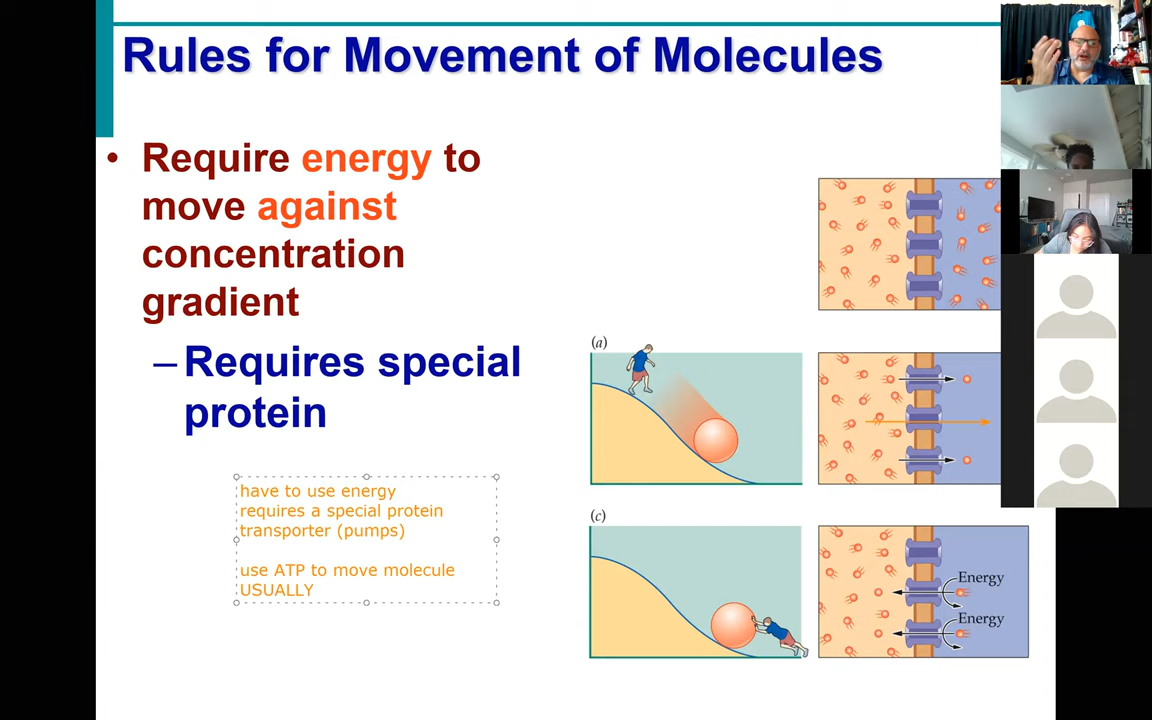 Rules for Movement of Molecules
• Require energy to
move against
concentration
gradient
– Requires special
protein
have to use energy
requires a special protein
transporter (pumps)
use ATP to move molecule
USUALLY
(a)
(c)
Energy
Energy